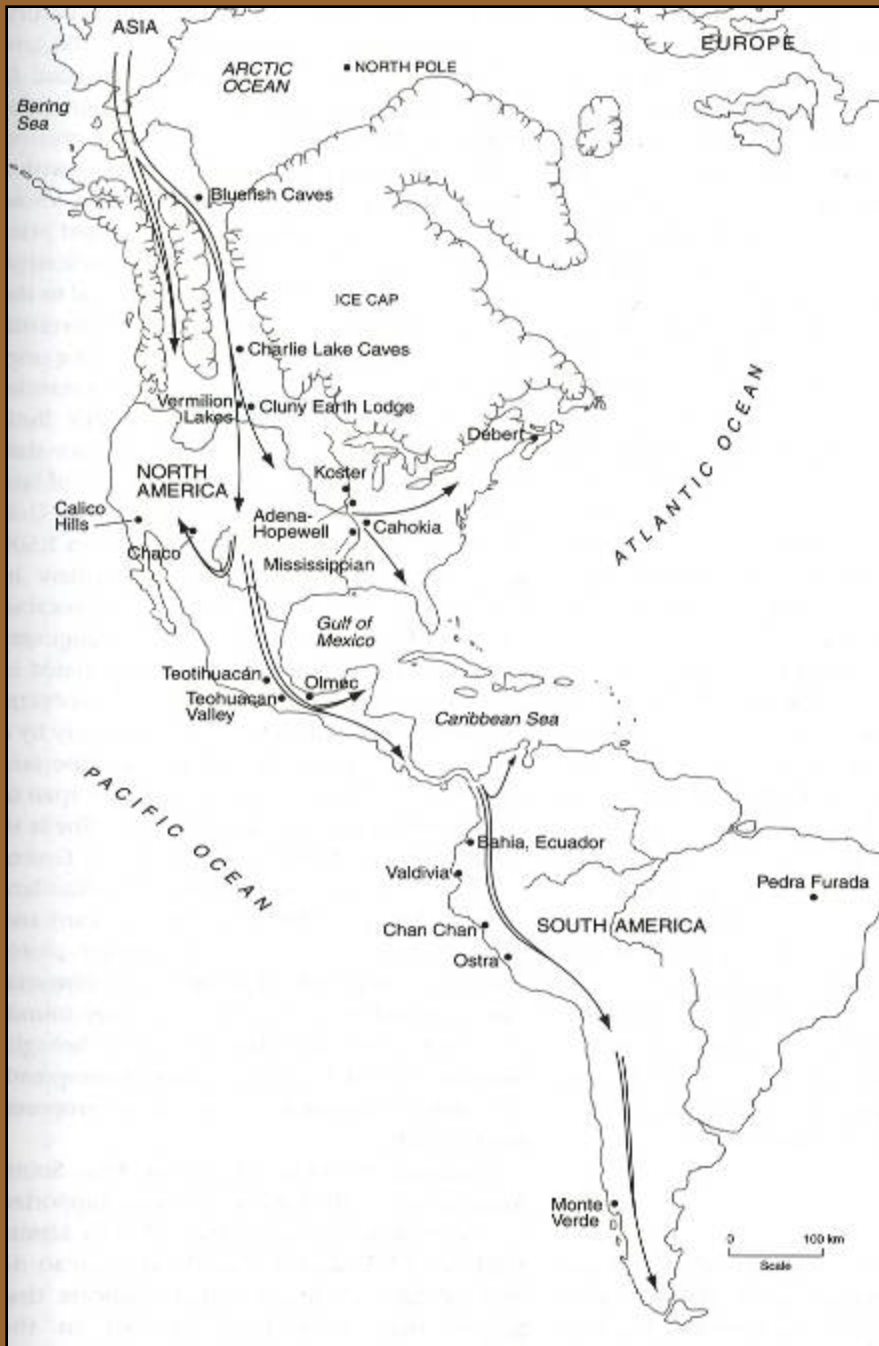 ASIA
EUROPE
ARCTIC
OCEAN
NORTH POLE
Bering
Sea
Bluefish Caves
ICE CAP
Charlie Lake Caves
Vermilion
Lakes
Cluny Earth Lodge
Debert
Koster
NORTH
AMERICA
Adena-
Hopewell
Calico
Hills
Cahokia
Chaco
Mississippian
ATLANTIC OCEAN
Gulf of
Mexico
Teotihuacán
Olmec
Teohuacan
Valley
Caribbean Sea
PACIFIC OCEAN
Bahia, Ecuador
Valdivia
Pedra Furada
Chan Chan
SOUTH AMERICA
Ostra
Monte
Verde
0 100 km
Scale